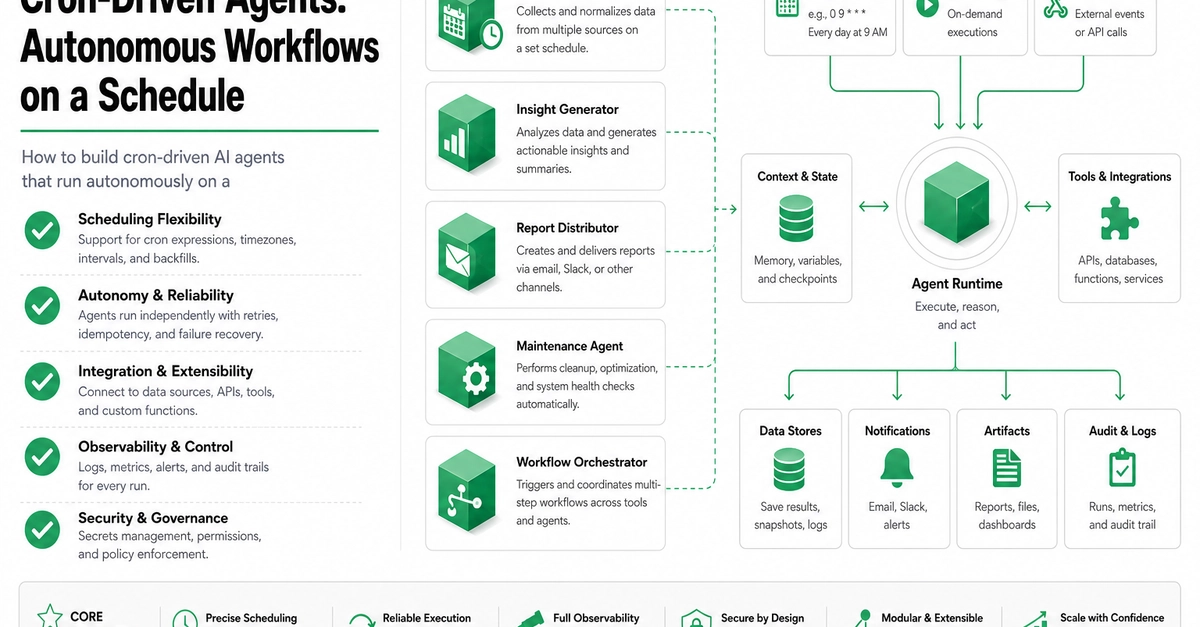 Cron-Driven Agents:
Autonomous Workflows
on a Schedule
How to build cron-driven AI agents
that run autonomously on a
Scheduling Flexibility
Support for cron expressions, timezones,
intervals, and backfills.
Autonomy & Reliability
Agents run independently with retries,
idempotency, and failure recovery.
Integration & Extensibility
Connect to data sources, APIs, tools,
and custom functions.
Observability & Control
Logs, metrics, alerts, and audit trails
for every run.
Security & Governance
Secrets management, permissions,
and policy enforcement.
Collects and normalizes data
from multiple sources on
a set schedule.
Insight Generator
Analyzes data and generates
actionable insights and
summaries.
Report Distributor
Creates and delivers reports
via email, Slack, or other
channels.
Maintenance Agent
Performs cleanup, optimization,
and system health checks
automatically.
Workflow Orchestrator
Triggers and coordinates multi-
step workflows across tools
and agents.
e.g., 0 9 * * *
Every day at 9 AM
On-demand
executions
External events
or API calls
Context & State
Memory, variables,
and checkpoints
Agent Runtime
Execute, reason,
and act
Tools & Integrations
APIs, databases,
functions, services
Data Stores
Save results,
snapshots, logs
Notifications
Email, Slack,
alerts
Artifacts
Reports, files,
dashboards
Audit & Logs
Runs, metrics,
and audit trail
CORE
Precise Scheduling
Reliable Execution
Full Observability
Secure by Design
Modular & Extensible
Scale with Confidence